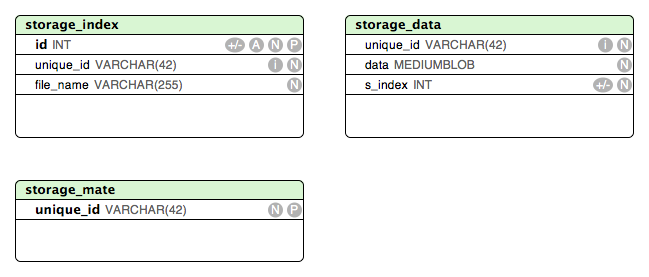 storage_index
id INT +/- A N P
unique_id VARCHAR(42) i N
file_name VARCHAR(255) N
storage_data
unique_id VARCHAR(42) i N
data MEDIUMBLOB N
s_index INT +/- N
storage_mate
unique_id VARCHAR(42) N P